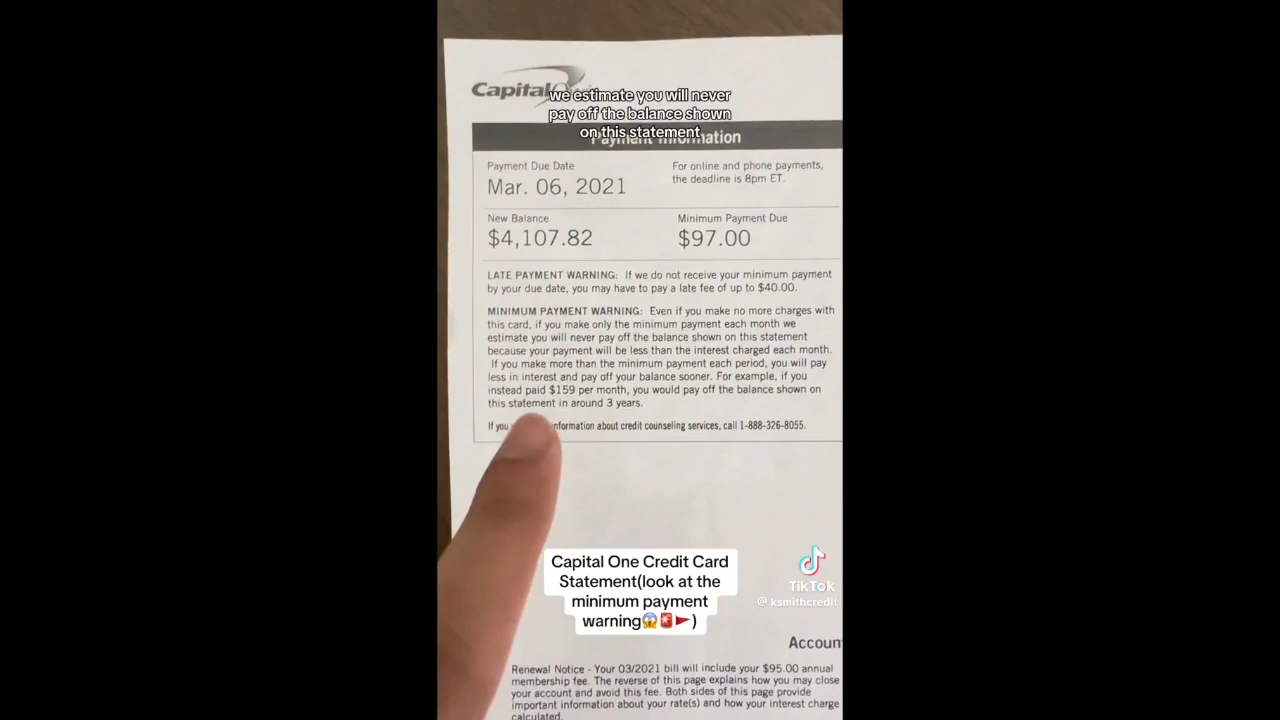 Capital
we estimate you will never
pay off the balance shown
on this statement
Payment Information
Payment Due Date
Mar. 06, 2021
For online and phone payments,
the deadline is 8pm ET.
New Balance
$4,107.82
Minimum Payment Due
$97.00
LATE PAYMENT WARNING: If we do not receive your minimum payment
by your due date, you may have to pay a late fee of up to $40.00.
MINIMUM PAYMENT WARNING: Even if you make no more charges with
this card, if you make only the minimum payment each month we
estimate you will never pay off the balance shown on this statement
because your payment will be less than the interest charged each month.
If you make more than the minimum payment each period, you will pay
less in interest and pay off your balance sooner. For example, if you
instead paid $159 per month, you would pay off the balance shown on
this statement in around 3 years.
If you information about credit counseling services, call 1-888-326-8055.
Capital One Credit Card
Statement(look at the
minimum payment
warning😱🚨🚩)
TikTok
@ ksmithcredit
Accoun
Renewal Notice - Your 03/2021 bill will include your $95.00 annual
membership fee. The reverse of this page explains how you may close
your account and avoid this fee. Both sides of this page provide
important information about your rate(s) and how your interest charge
calculated.